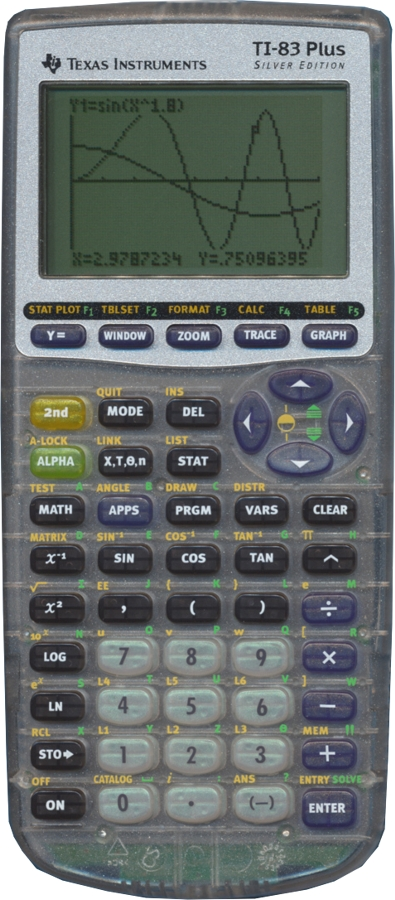 TEXAS INSTRUMENTS
TI-83 Plus
SILVER EDITION
Y1=sin(X^1.8)
X=2.9787234 Y=.75096395
STAT PLOT F1 TBLSET F2 FORMAT F3 CALC F4 TABLE F5
Y= WINDOW ZOOM TRACE GRAPH
QUIT INS
2nd MODE DEL
A-LOCK LINK LIST
ALPHA X,T,θ,n STAT
TEST A ANGLE B DRAW C DISTR
MATH APPS PRGM VARS CLEAR
MATRIX D SIN⁻¹ E COS⁻¹ F TAN⁻¹ G π H
x⁻¹ SIN COS TAN ^
√ I EE J { K } L e M
x² , ( ) ÷
10ˣ N u O v P w Q [ R
LOG 7 8 9 ×
eˣ S L4 T L5 U L6 V ] W
LN 4 5 6 −
RCL X L1 Y L2 Z L3 θ MEM "
STO➔ 1 2 3 +
OFF CATALOG ␣ i : ANS ? ENTRY SOLVE
ON 0 . (−) ENTER